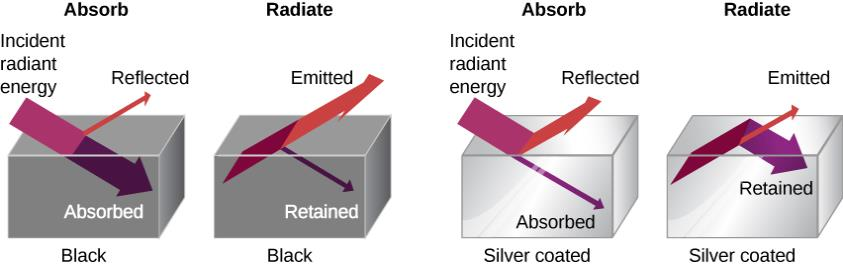 Absorb
Radiate
Absorb
Radiate
Incident
radiant
energy
Reflected
Emitted
Incident
radiant
energy
Reflected
Emitted
Absorbed
Retained
Absorbed
Retained
Black
Black
Silver coated
Silver coated